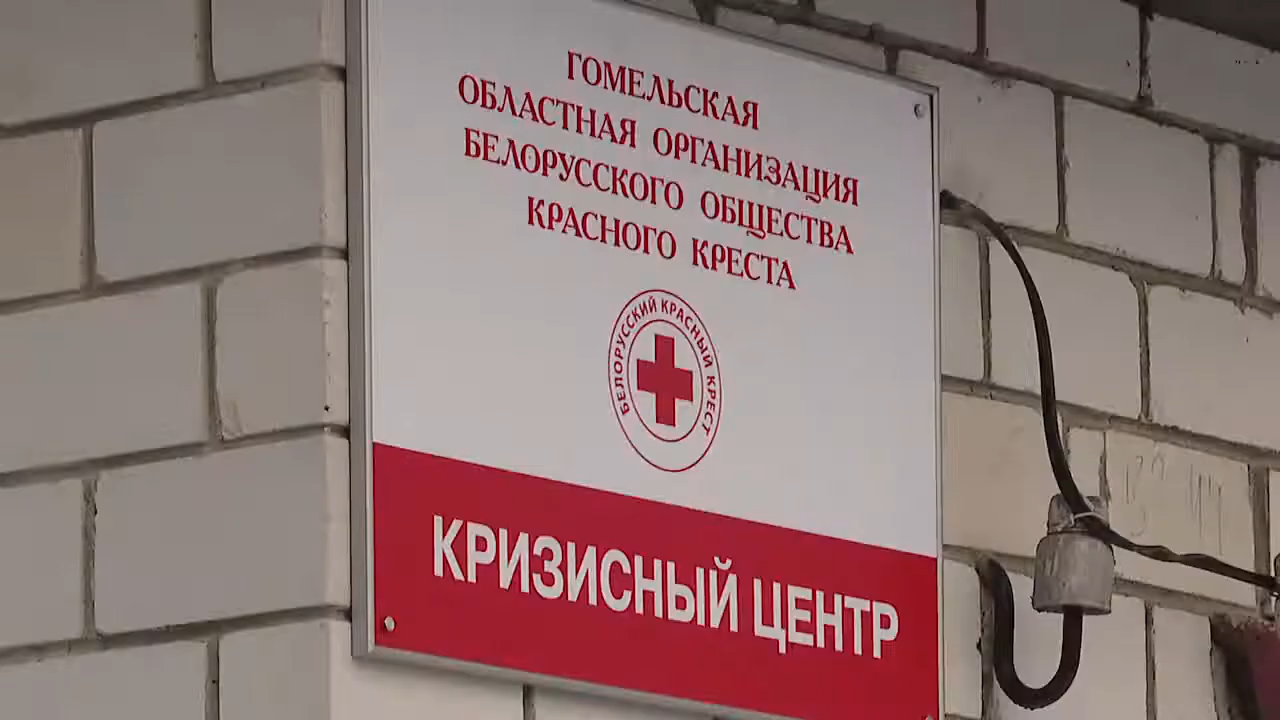 ГОМЕЛЬСКАЯ
ОБЛАСТНАЯ ОРГАНИЗАЦИЯ
БЕЛОРУССКОГО ОБЩЕСТВА
КРАСНОГО КРЕСТА
БЕЛОРУССКИЙ КРАСНЫЙ КРЕСТ
КРИЗИСНЫЙ ЦЕНТР